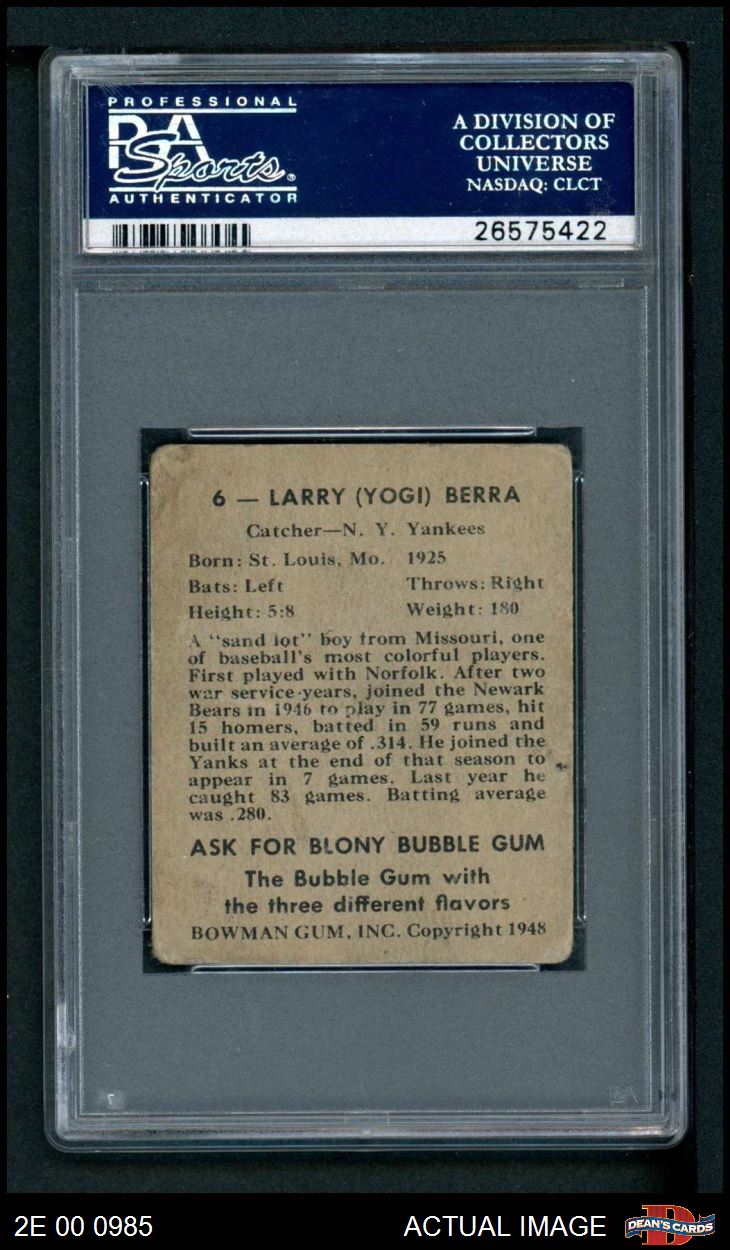 PROFESSIONAL
PSA
Sports®
AUTHENTICATOR
A DIVISION OF
COLLECTORS
UNIVERSE
NASDAQ: CLCT
26575422
6 — LARRY (YOGI) BERRA
Catcher—N. Y. Yankees
Born: St. Louis, Mo. 1925
Bats: Left Throws: Right
Height: 5:8 Weight: 180
A "sand lot" boy from Missouri, one
of baseball's most colorful players.
First played with Norfolk. After two
war service years, joined the Newark
Bears in 1946 to play in 77 games, hit
15 homers, batted in 59 runs and
built an average of .314. He joined the
Yanks at the end of that season to
appear in 7 games. Last year he
caught 83 games. Batting average
was .280.
ASK FOR BLONY BUBBLE GUM
The Bubble Gum with
the three different flavors
BOWMAN GUM, INC. Copyright 1948
PSA
2E 00 0985 ACTUAL IMAGE
DEAN'S CARDS